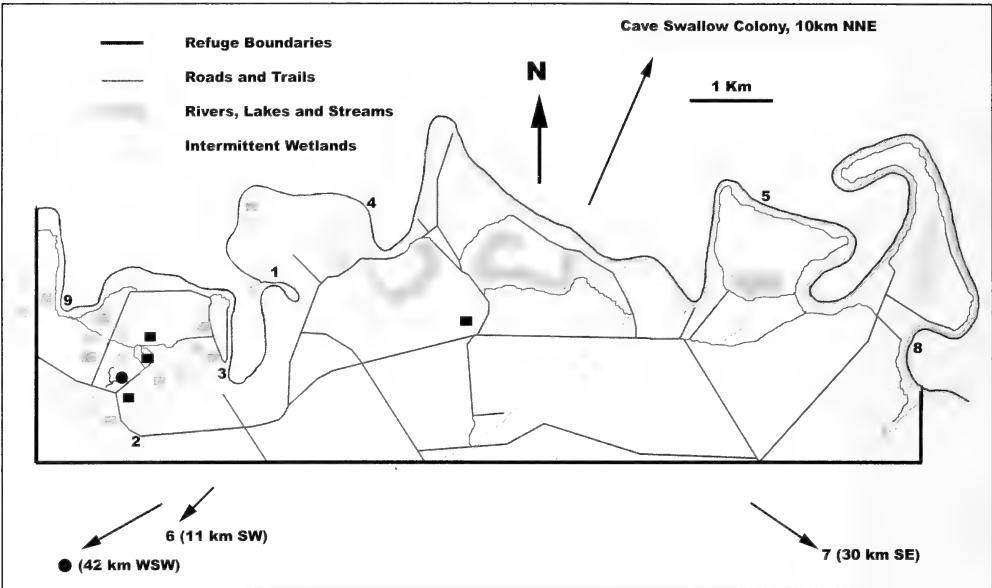 Refuge Boundaries
Roads and Trails
Rivers, Lakes and Streams
Intermittent Wetlands
Cave Swallow Colony, 10km NNE
N
1 Km
4
5
1
9
3
8
2
6 (11 km SW)
(42 km WSW)
7 (30 km SE)